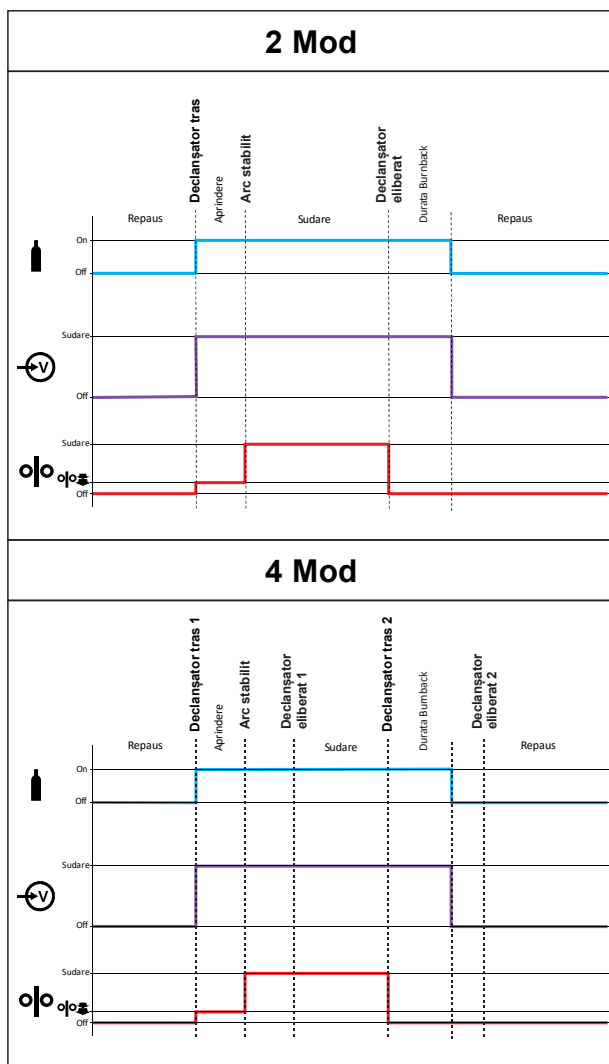 2 Mod
Declanșator tras
Aprindere
Arc stabilit
Declanșator
eliberat
Durata Burnback
Repaus
Sudare
Repaus
On
Off
Sudare
V
Off
Sudare
Off
4 Mod
Declanșator tras 1
Aprindere
Arc stabilit
Declanșator
eliberat 1
Declanșator tras 2
Durata Burnback
Declanșator
eliberat 2
Repaus
Sudare
Repaus
On
Off
Sudare
V
Off
Sudare
Off